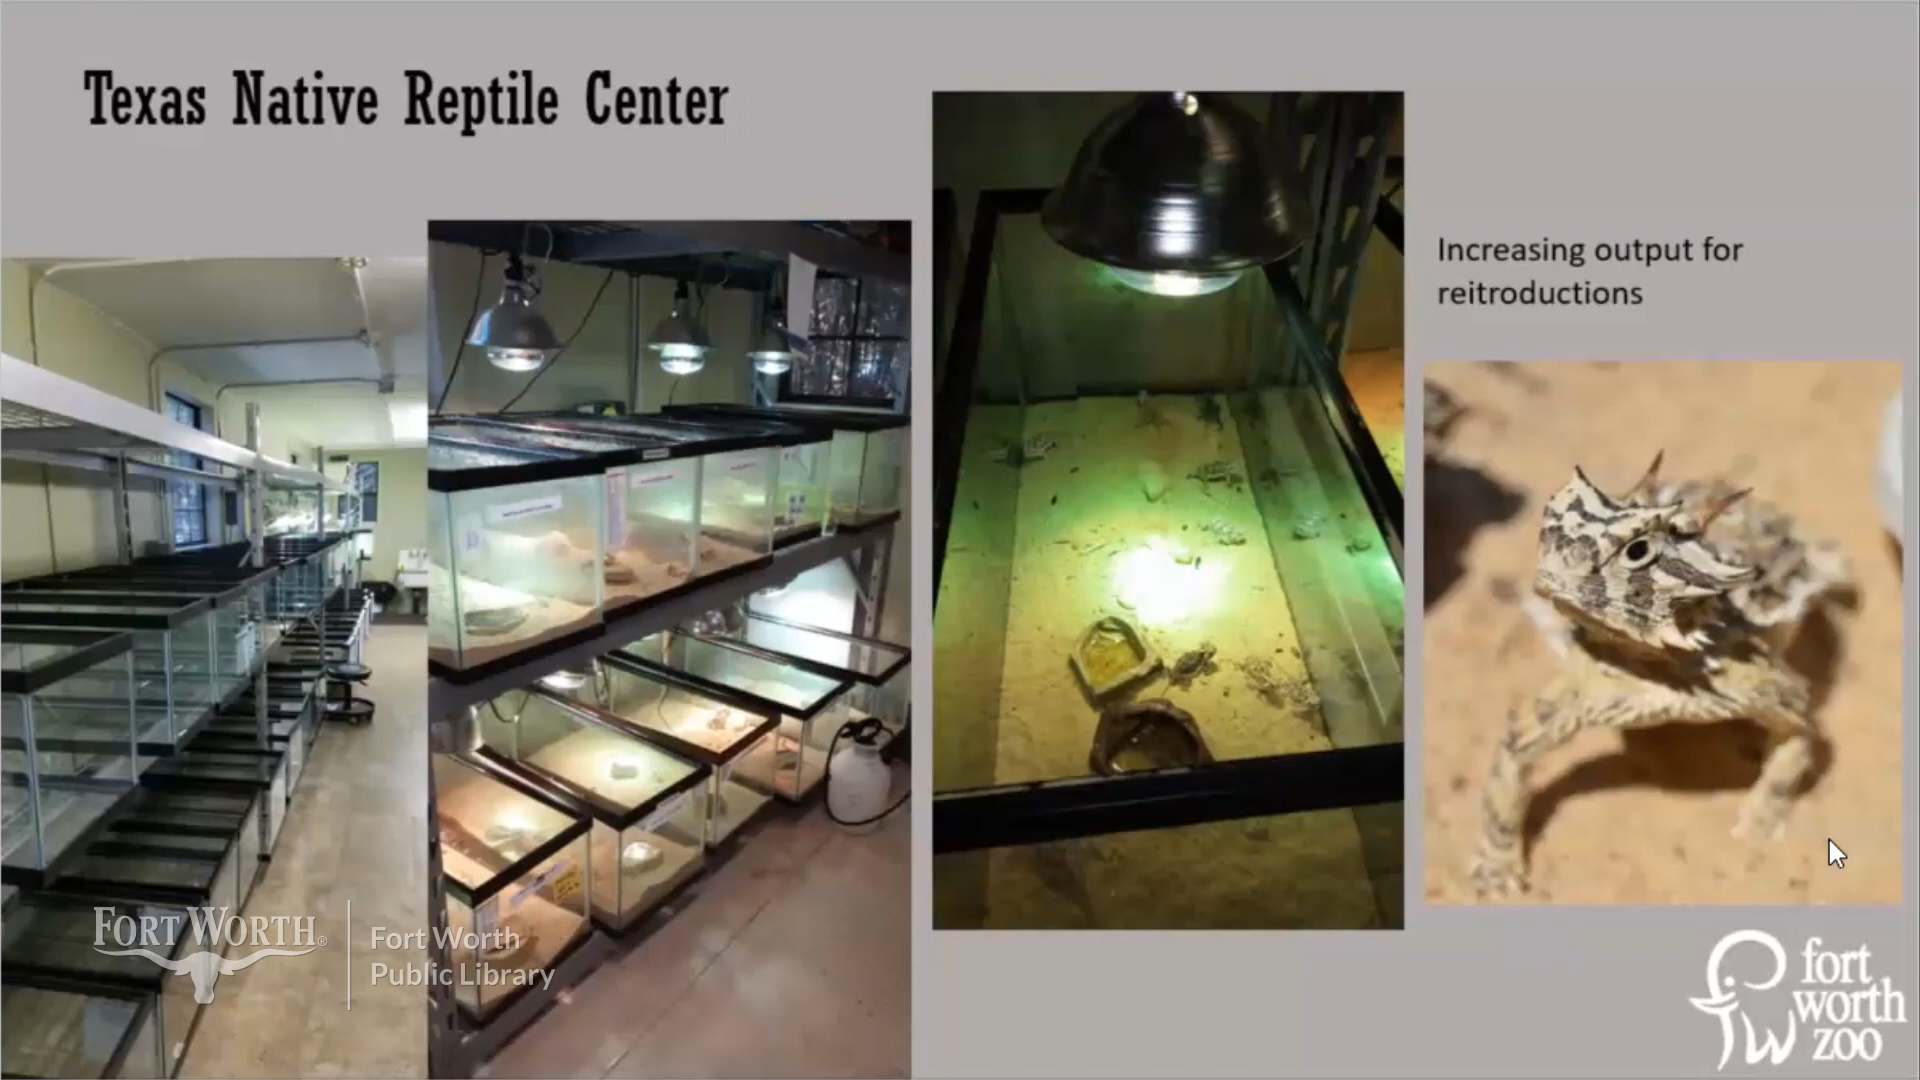 Texas Native Reptile Center
Increasing output for
reitroductions
FORT WORTH®
Fort Worth
Public Library
fort
worth
zoo